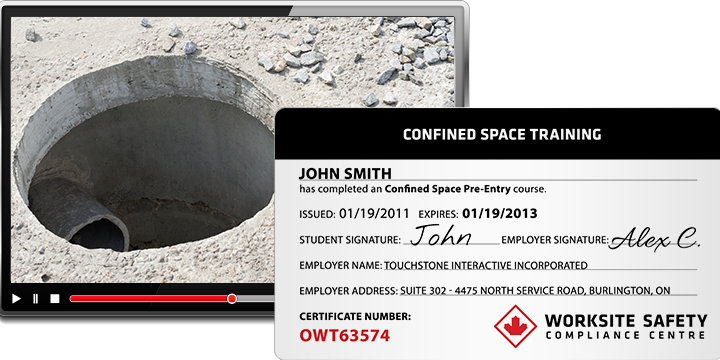 CONFINED SPACE TRAINING
JOHN SMITH
has completed an Confined Space Pre-Entry course.
ISSUED: 01/19/2011 EXPIRES: 01/19/2013
STUDENT SIGNATURE: John EMPLOYER SIGNATURE: Alex C.
EMPLOYER NAME: TOUCHSTONE INTERACTIVE INCORPORATED
EMPLOYER ADDRESS: SUITE 302 - 4475 NORTH SERVICE ROAD, BURLINGTON, ON
CERTIFICATE NUMBER:
OWT63574
WORKSITE SAFETY
COMPLIANCE CENTRE